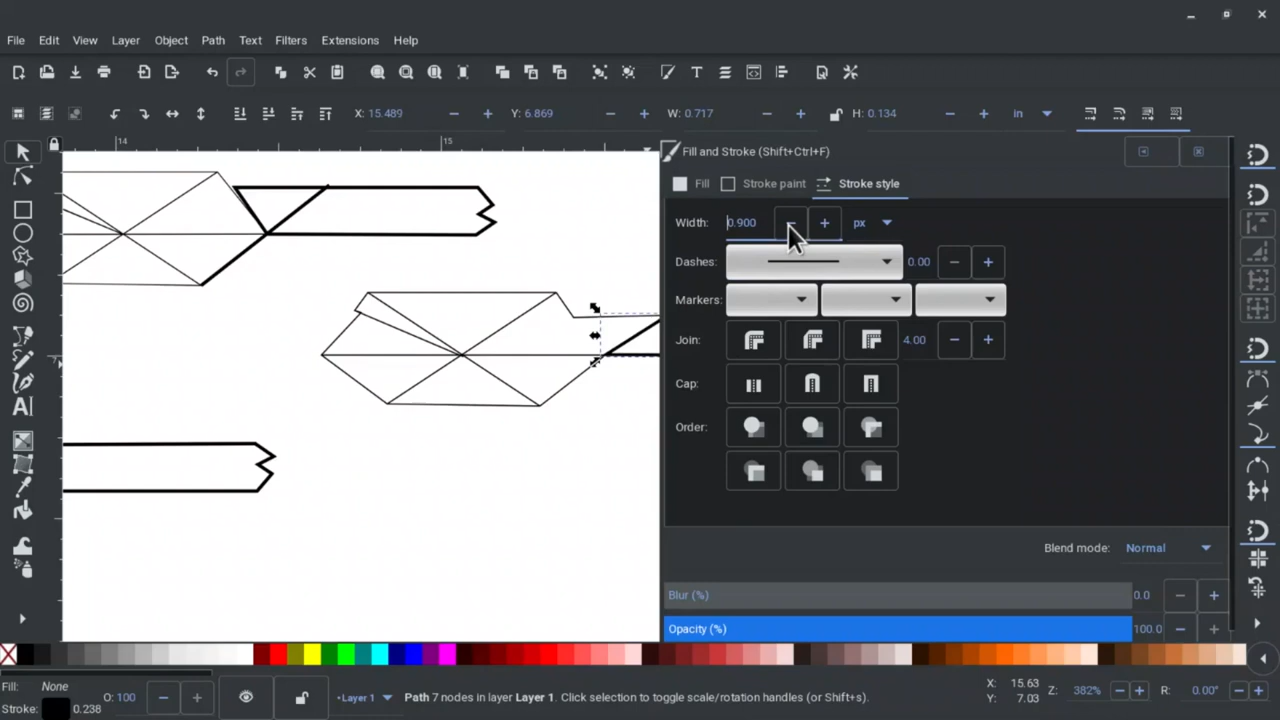 File Edit View Layer Object Path Text Filters Extensions Help
X: 15.489 Y: 6.869 W: 0.717 H: 0.134 in
14 15
Fill and Stroke (Shift+Ctrl+F)
Fill Stroke paint Stroke style
Width: 0.900 px
Dashes: 0.00
Markers:
Join: 4.00
Cap:
Order:
Blend mode: Normal
Blur (%) 0.0
Opacity (%) 100.0
Fill: None O: 100 •Layer 1 Path 7 nodes in layer Layer 1. Click selection to toggle scale/rotation handles (or Shift+s). X: 15.63 Z: 382% R: 0.00°
Stroke: 0.238 Y: 7.03